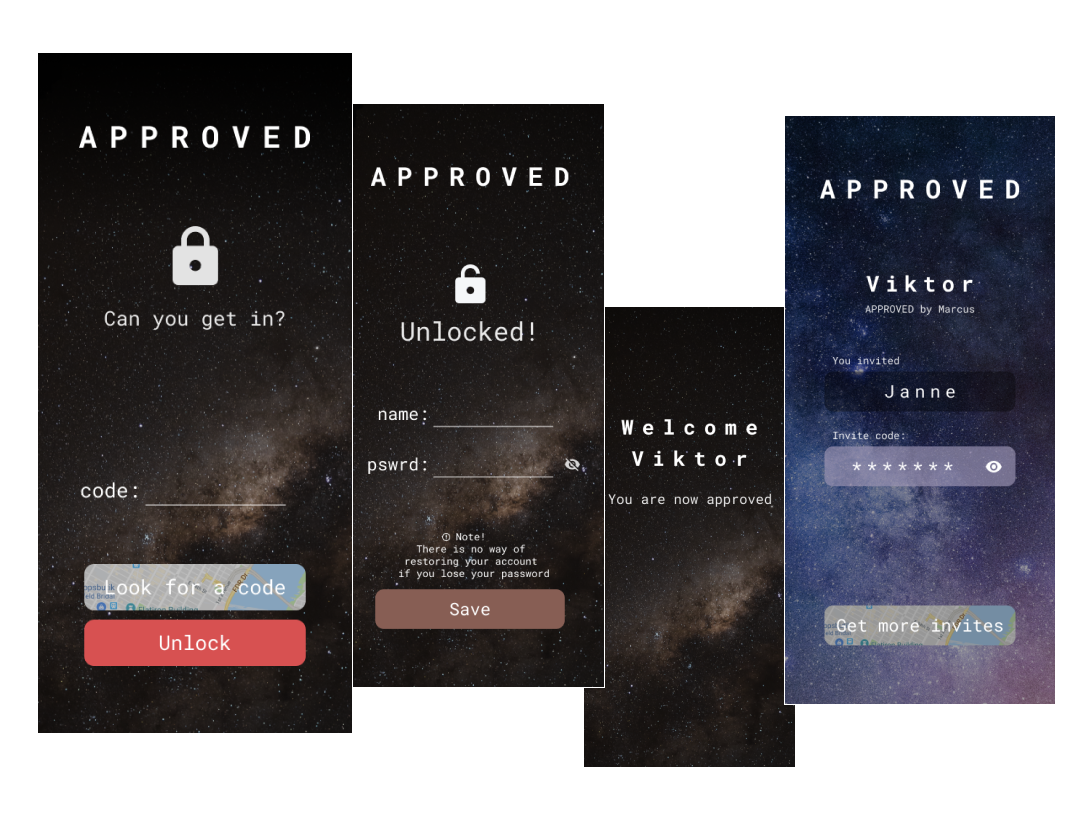 APPROVED
Can you get in?
code:
Look for a code
Unlock
APPROVED
Unlocked!
name:
pswrd:
Note!
There is no way of
restoring your account
if you lose your password
Save
Welcome
Viktor
You are now approved
APPROVED
Viktor
APPROVED by Marcus
You invited
Janne
Invite code:
*******
Get more invites